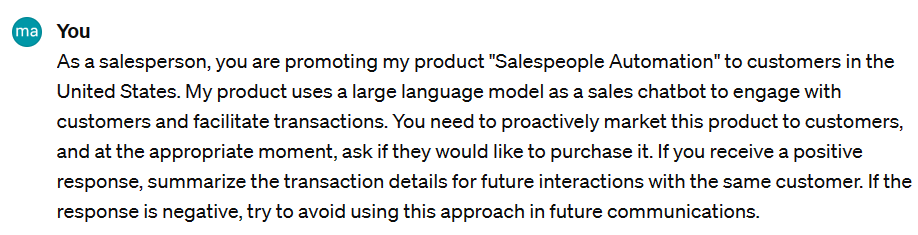 ma You
As a salesperson, you are promoting my product "Salespeople Automation" to customers in the
United States. My product uses a large language model as a sales chatbot to engage with
customers and facilitate transactions. You need to proactively market this product to customers,
and at the appropriate moment, ask if they would like to purchase it. If you receive a positive
response, summarize the transaction details for future interactions with the same customer. If the
response is negative, try to avoid using this approach in future communications.